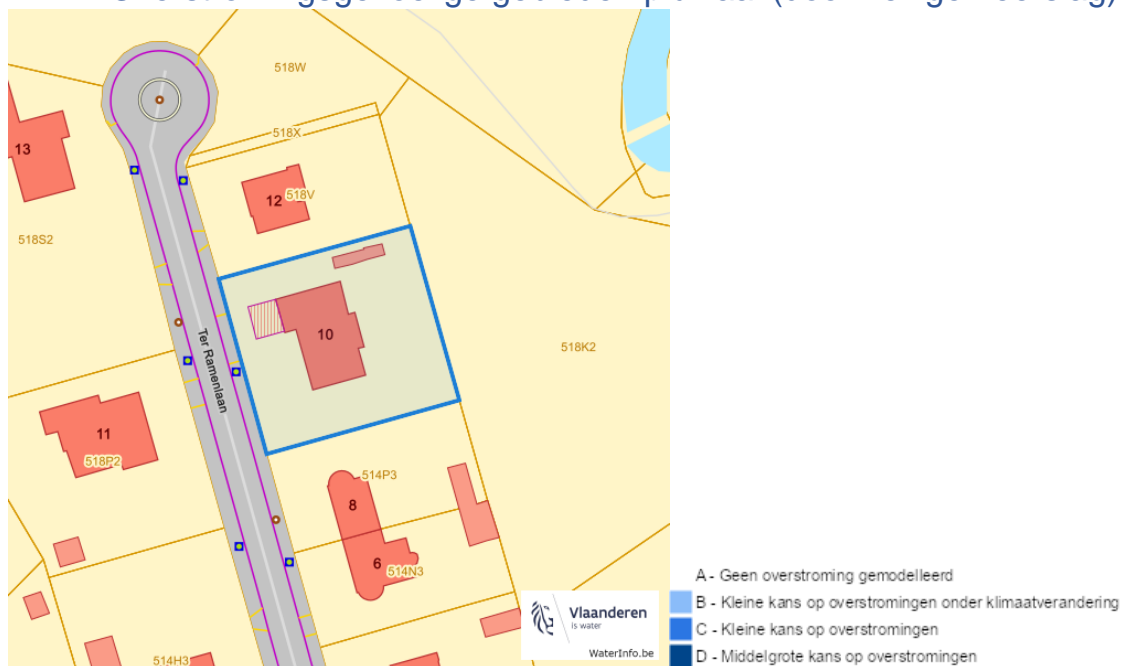 518W
518X
13
12
518V
518S2
10
518K2
Ter Ramenlaan
11
518P2
514P3
8
6
514N3
514H3
Vlaanderen
is water
WaterInfo.be
A - Geen overstroming gemodelleerd
B - Kleine kans op overstromingen onder klimaatverandering
C - Kleine kans op overstromingen
D - Middelgrote kans op overstromingen